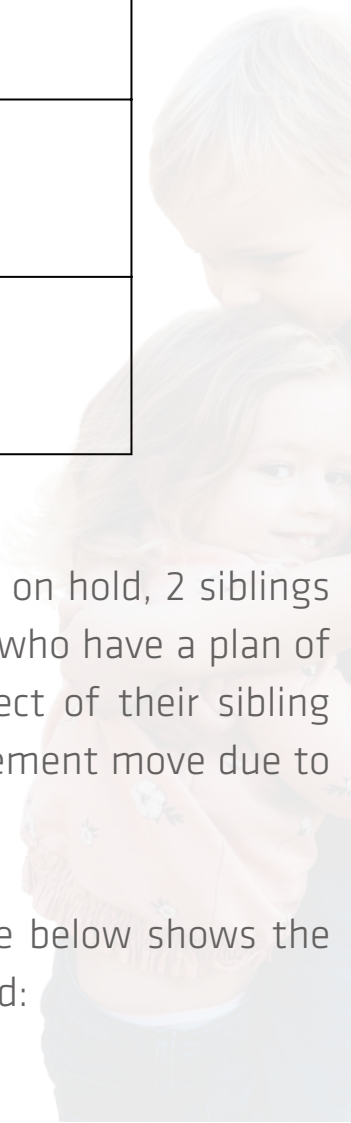 on hold, 2 siblings
who have a plan of
ect of their sibling
ement move due to
e below shows the
d: